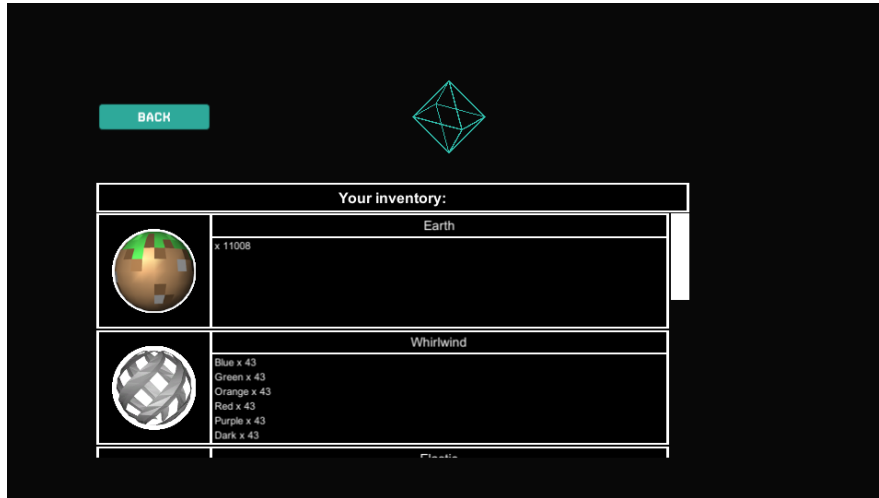 BACK
Your inventory:
Earth
x 11008
Whirlwind
Blue x 43
Green x 43
Orange x 43
Red x 43
Purple x 43
Dark x 43